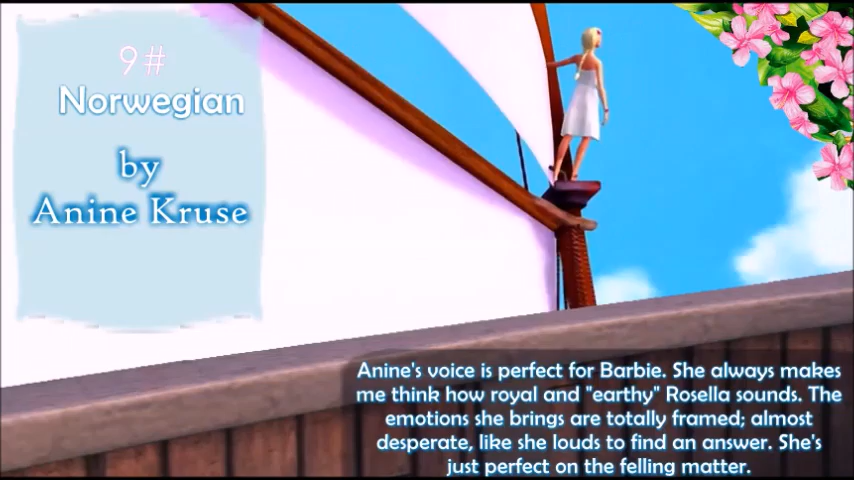 9#
Norwegian
by
Anine Kruse
Anine's voice is perfect for Barbie. She always makes
me think how royal and "earthy" Rosella sounds. The
emotions she brings are totally framed; almost
desperate, like she louds to find an answer. She's
just perfect on the felling matter.